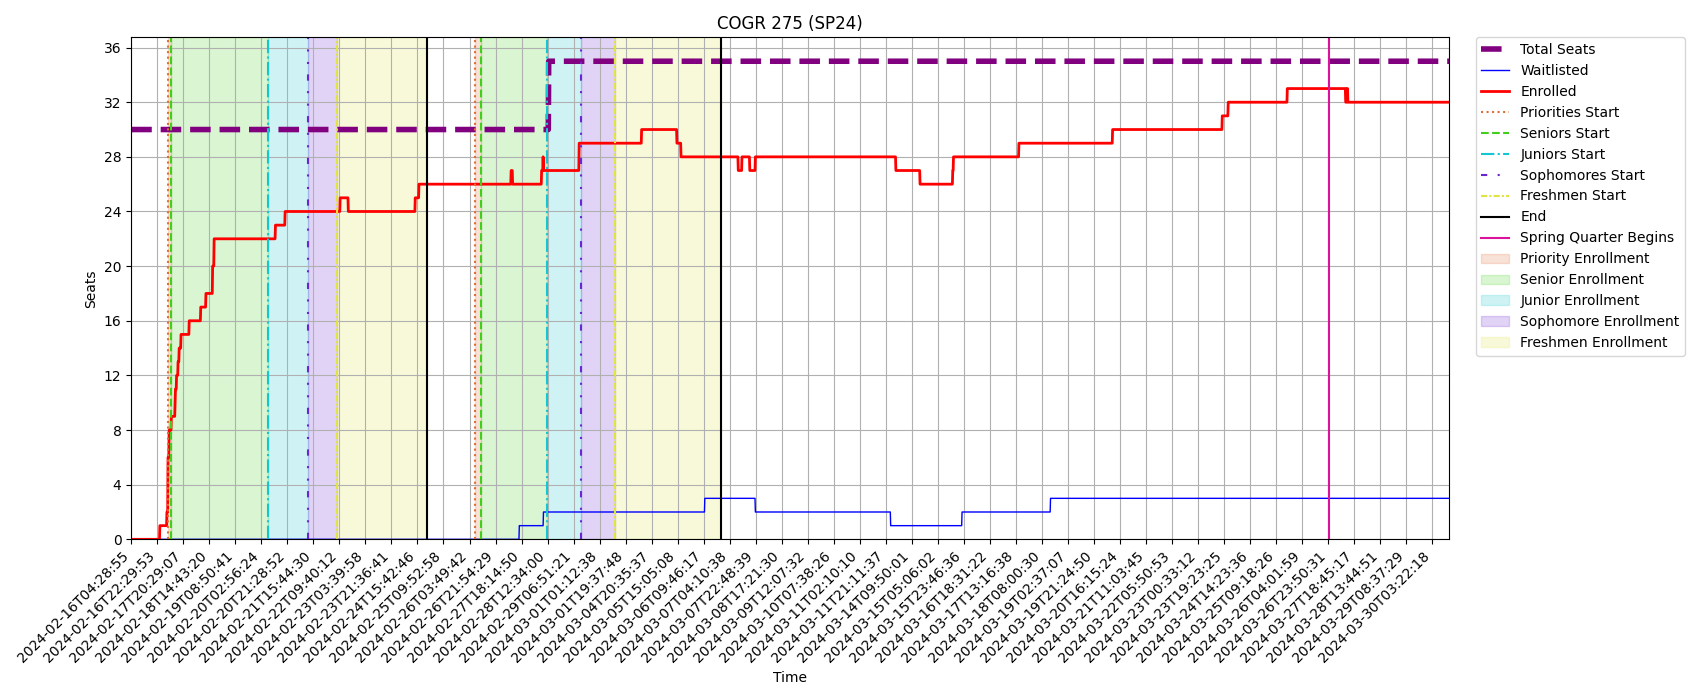 COGR 275 (SP24)
Seats
36
32
28
24
20
16
12
8
4
0
2024-02-16T04:28:55
2024-02-16T22:29:53
2024-02-17T20:29:07
2024-02-18T14:43:20
2024-02-19T08:50:41
2024-02-20T02:56:24
2024-02-20T21:28:52
2024-02-21T15:44:30
2024-02-22T09:40:12
2024-02-23T03:39:58
2024-02-23T21:36:41
2024-02-24T15:42:46
2024-02-25T09:52:58
2024-02-26T03:49:42
2024-02-26T21:54:29
2024-02-27T18:14:50
2024-02-28T12:34:00
2024-02-29T06:51:21
2024-03-01T01:12:38
2024-03-01T19:37:48
2024-03-04T20:35:37
2024-03-05T15:05:08
2024-03-06T09:46:17
2024-03-07T04:10:38
2024-03-07T22:48:39
2024-03-08T17:21:30
2024-03-09T12:07:32
2024-03-10T07:38:26
2024-03-11T02:10:10
2024-03-11T21:11:37
2024-03-14T09:50:01
2024-03-15T05:06:02
2024-03-15T23:46:36
2024-03-16T18:31:22
2024-03-17T13:16:38
2024-03-18T08:00:30
2024-03-19T02:37:07
2024-03-19T21:24:50
2024-03-20T16:15:24
2024-03-21T11:03:45
2024-03-22T05:50:53
2024-03-23T00:33:12
2024-03-23T19:23:25
2024-03-24T14:23:36
2024-03-25T09:18:26
2024-03-26T04:01:59
2024-03-26T23:50:31
2024-03-27T18:45:17
2024-03-28T13:44:51
2024-03-29T08:37:29
2024-03-30T03:22:18
Time
Total Seats
Waitlisted
Enrolled
Priorities Start
Seniors Start
Juniors Start
Sophomores Start
Freshmen Start
End
Spring Quarter Begins
Priority Enrollment
Senior Enrollment
Junior Enrollment
Sophomore Enrollment
Freshmen Enrollment